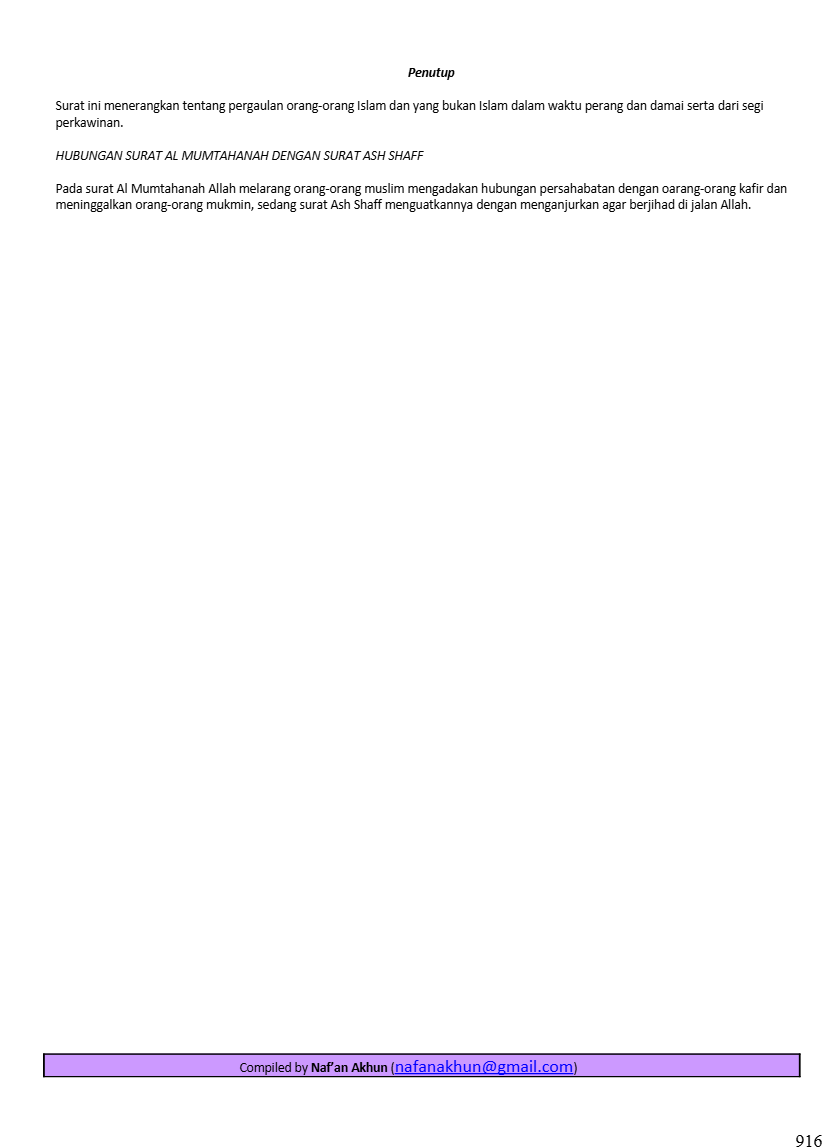 Penutup
Surat ini menerangkan tentang pergaulan orang-orang Islam dan yang bukan Islam dalam waktu perang dan damai serta dari segi
perkawinan.
HUBUNGAN SURAT AL MUMTAHANAH DENGAN SURAT ASH SHAFF
Pada surat Al Mumtahanah Allah melarang orang-orang muslim mengadakan hubungan persahabatan dengan oarang-orang kafir dan
meninggalkan orang-orang mukmin, sedang surat Ash Shaff menguatkannya dengan menganjurkan agar berjihad di jalan Allah.
Compiled by Naf’an Akhun (nafanakhun@gmail.com)
916